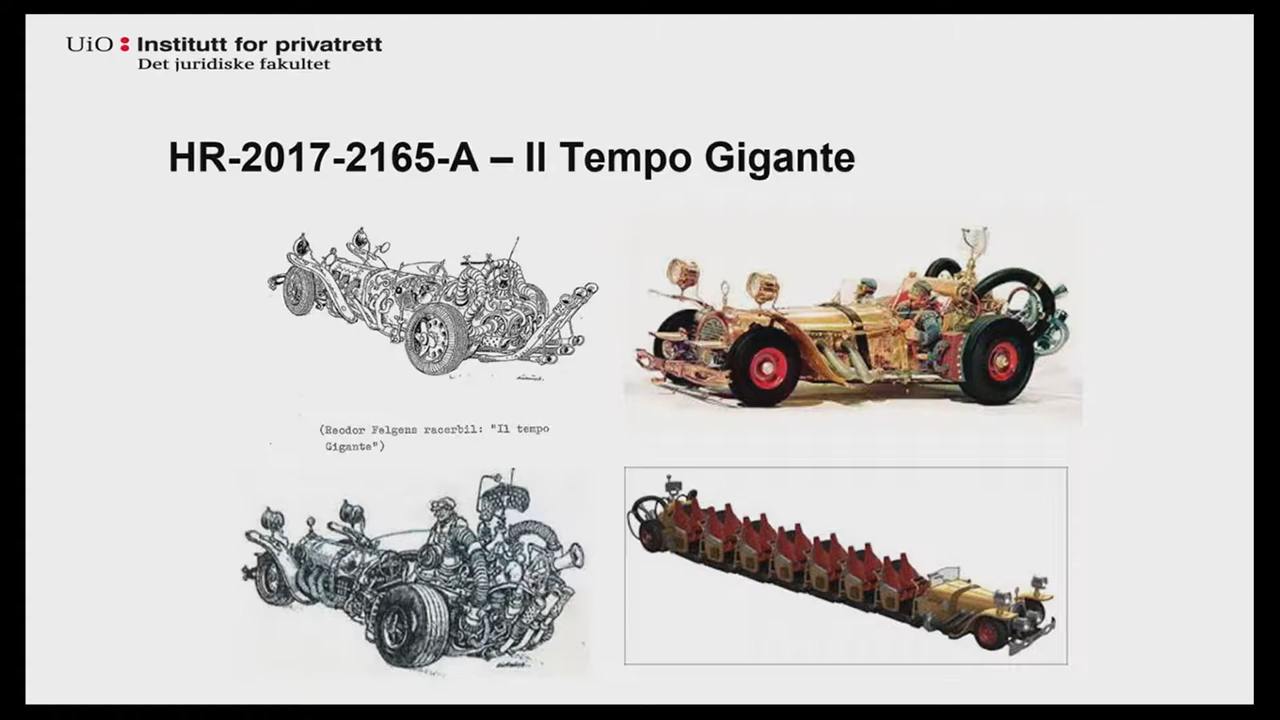 UiO : Institutt for privatrett
Det juridiske fakultet
HR-2017-2165-A – Il Tempo Gigante
(Reodor Felgens racerbil: "Il tempo
Gigante")